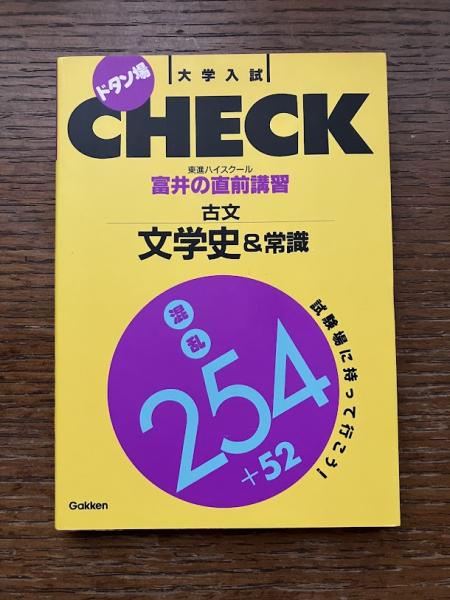 ドタン場
大学入試
CHECK
東進ハイスクール
富井の直前講習
古文
文学史&常識
混乱
254
+52
試験場に持って行こう!
Gakken